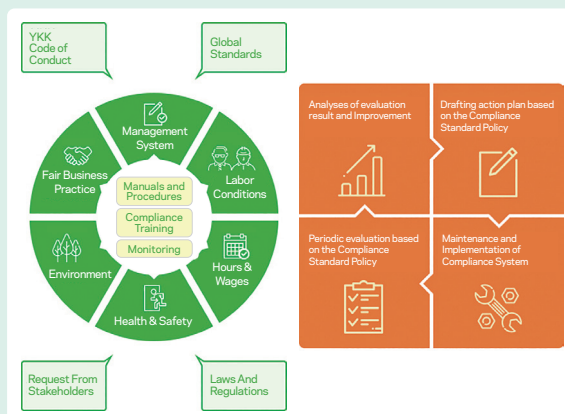 YKK
Code of
Conduct
Global
Standards
Management
System
Fair Business
Practice
Labor
Conditions
Manuals and
Procedures
Compliance
Training
Monitoring
Environment
Hours &
Wages
Health & Safety
Request From
Stakeholders
Laws And
Regulations
Analyses of evaluation
result and Improvement
Drafting action plan based
on the Compliance
Standard Policy
Periodic evaluation based
on the Compliance
Standard Policy
Maintenance and
Implementation of
Compliance System